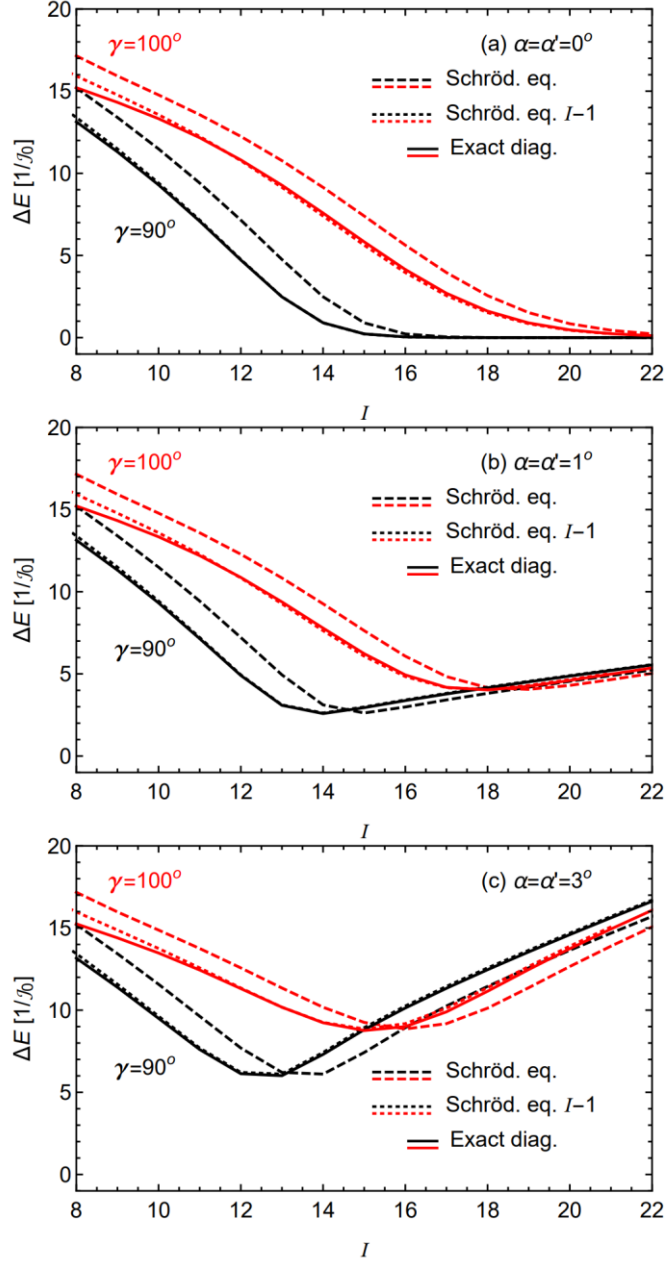 20
γ=100°
(a) α=α′=0°
Schröd. eq.
15
Schröd. eq. I−1
Exact diag.
10
ΔE [1/𝒥₀]
γ=90°
5
0
8 10 12 14 16 18 20 22
I
20
γ=100°
(b) α=α′=1°
Schröd. eq.
15
Schröd. eq. I−1
Exact diag.
10
ΔE [1/𝒥₀]
γ=90°
5
0
8 10 12 14 16 18 20 22
I
20
γ=100°
(c) α=α′=3°
15
10
ΔE [1/𝒥₀]
γ=90°
5
Schröd. eq.
Schröd. eq. I−1
Exact diag.
0
8 10 12 14 16 18 20 22
I